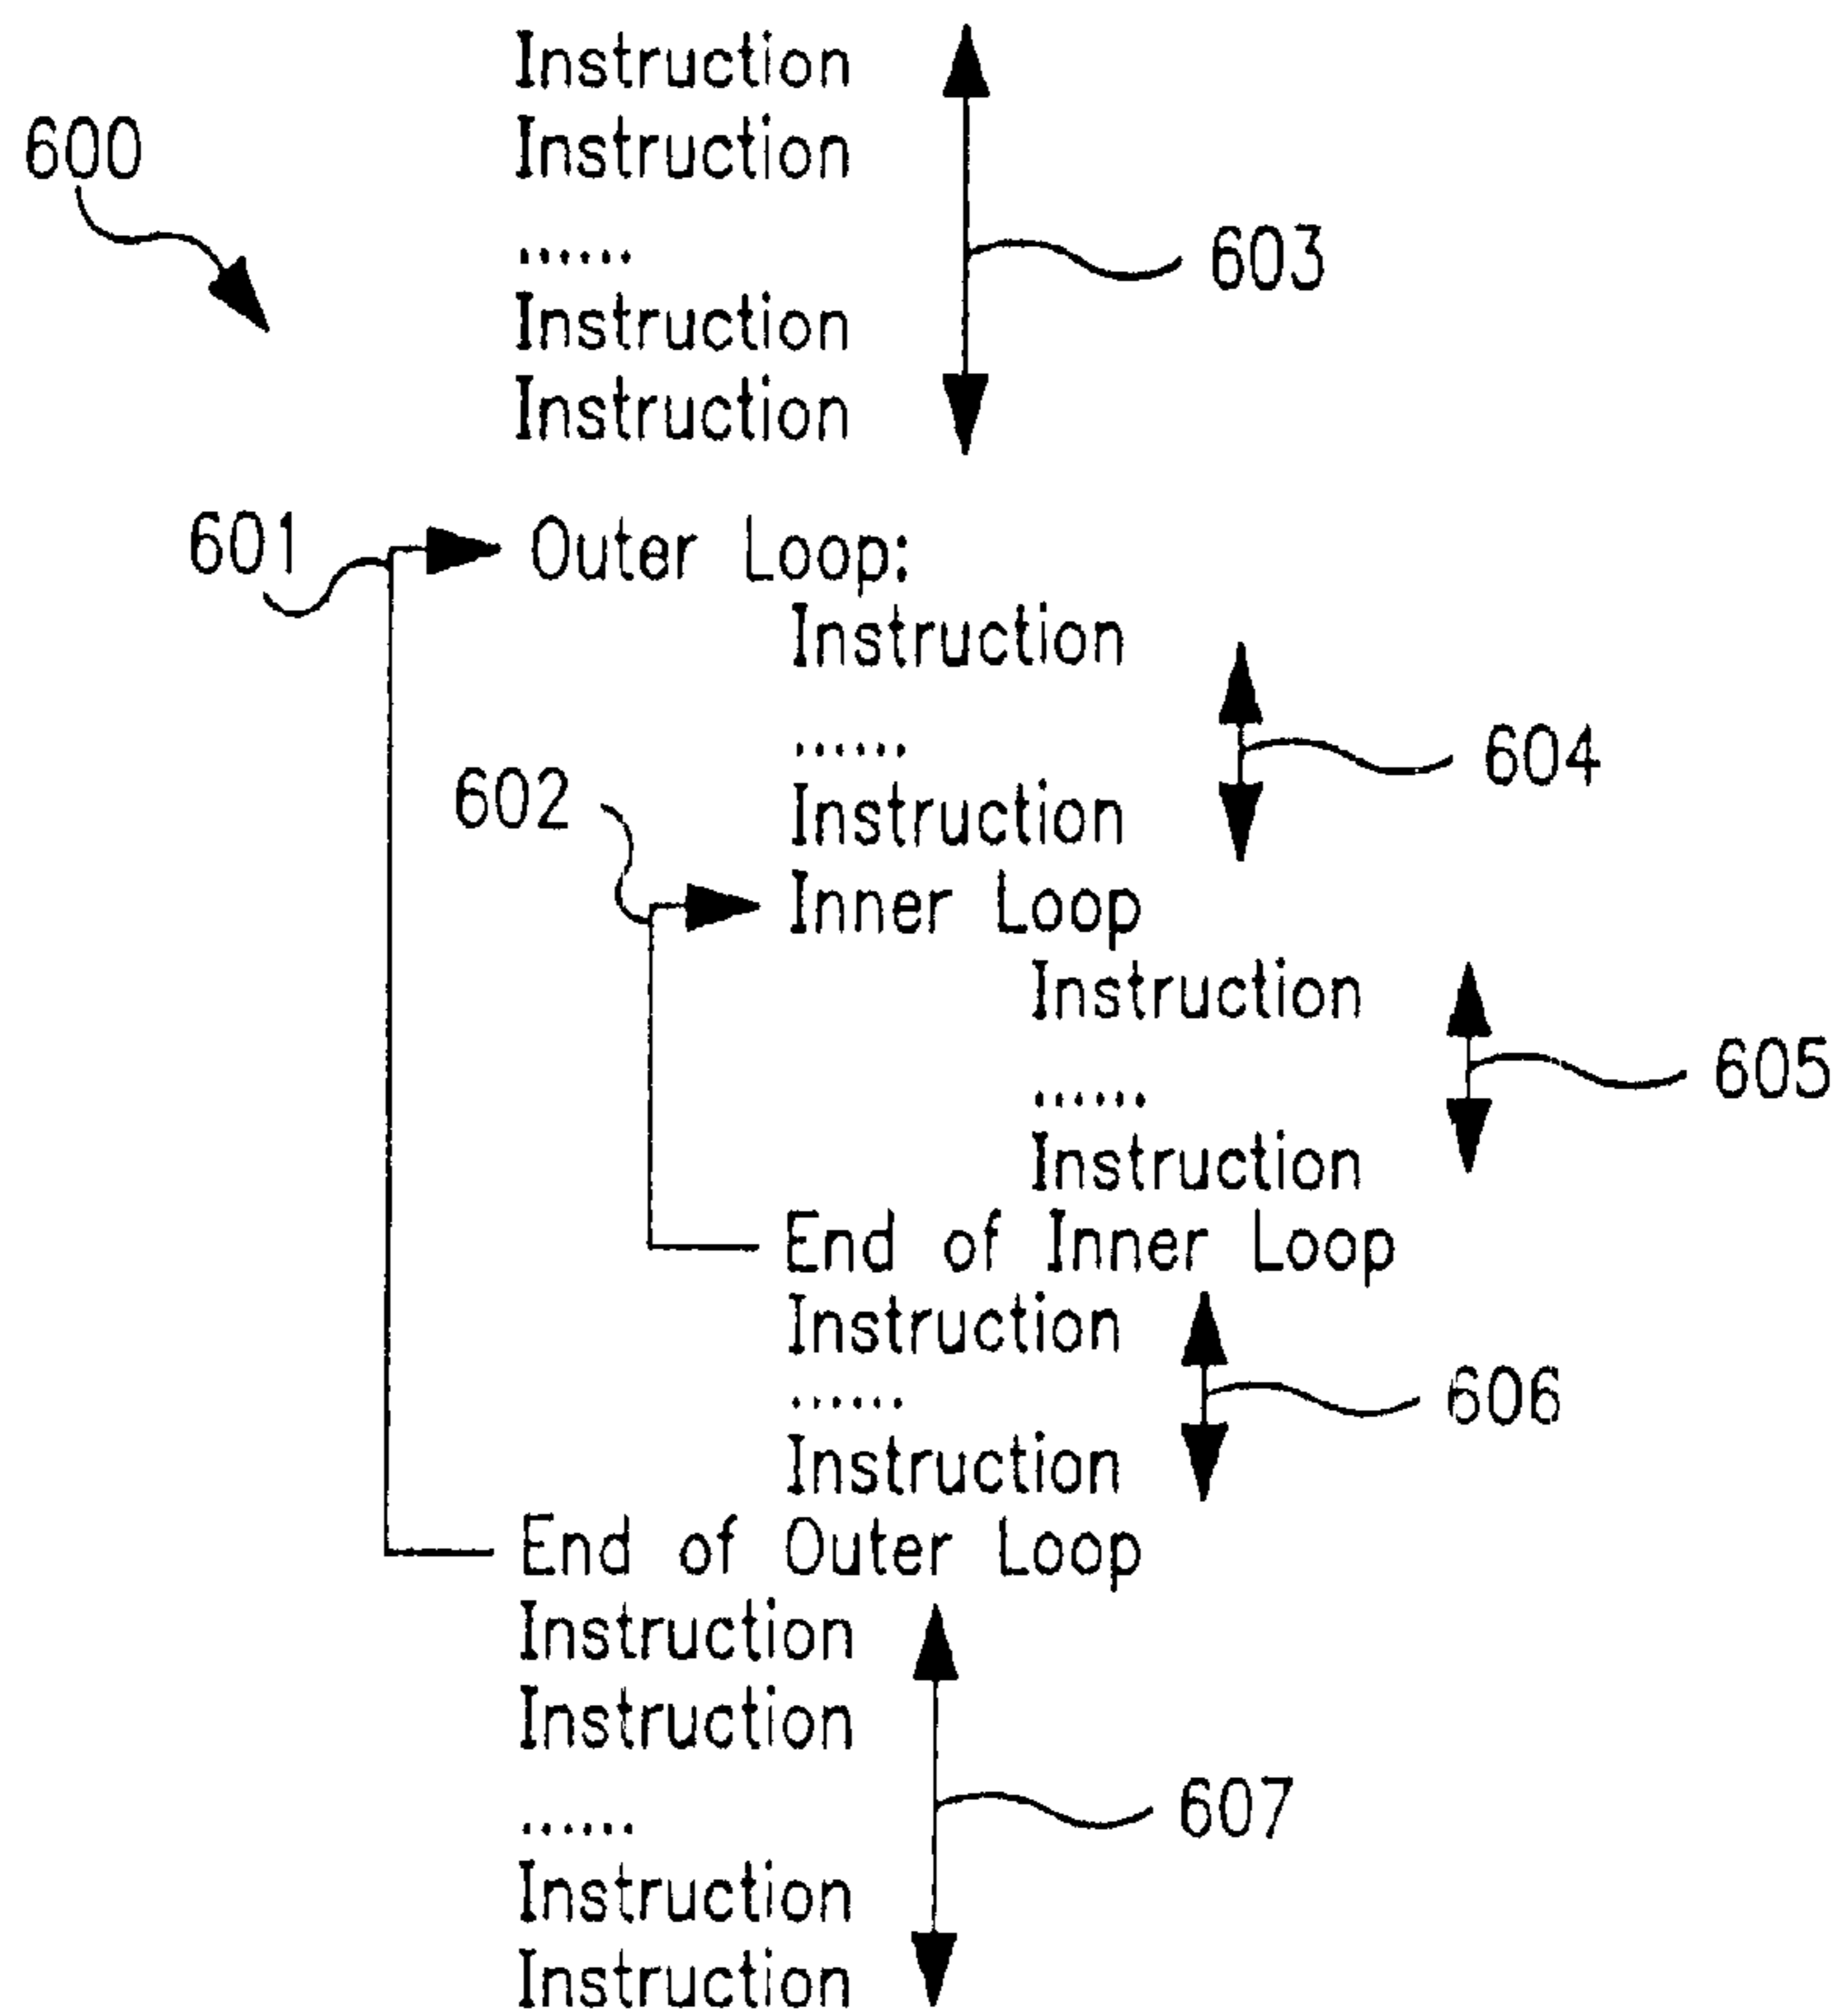 Instruction
600 Instruction
...... 603
Instruction
Instruction
601 Outer Loop:
Instruction
...... 604
602 Instruction
Inner Loop
Instruction
...... 605
Instruction
End of Inner Loop
Instruction
...... 606
Instruction
End of Outer Loop
Instruction
Instruction
...... 607
Instruction
Instruction